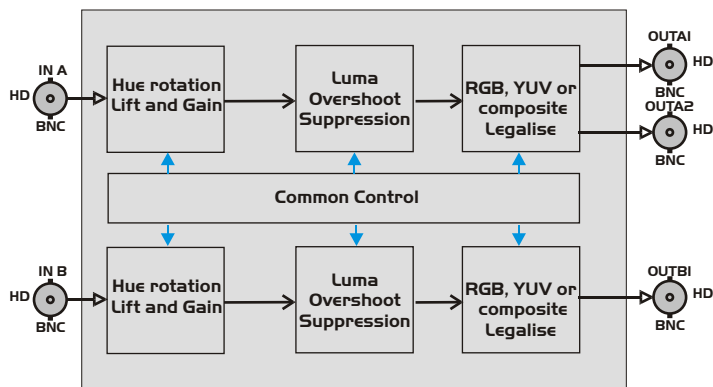 IN A
HD
BNC
Hue rotation
Lift and Gain
Luma
Overshoot
Suppression
RGB, YUV or
composite
Legalise
OUTA1
HD
BNC
OUTA2
HD
BNC
Common Control
IN B
HD
BNC
Hue rotation
Lift and Gain
Luma
Overshoot
Suppression
RGB, YUV or
composite
Legalise
OUTB1
HD
BNC